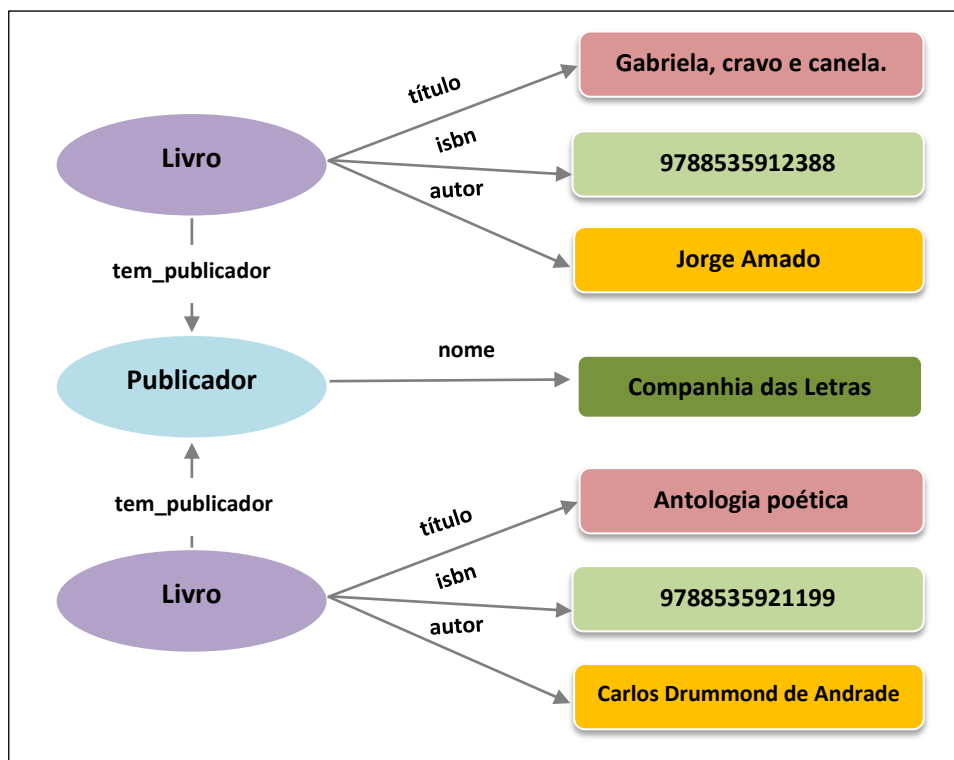 Gabriela, cravo e canela.
título
Livro
isbn
9788535912388
autor
Jorge Amado
tem_publicador
Publicador
nome
Companhia das Letras
tem_publicador
Antologia poética
título
Livro
isbn
9788535921199
autor
Carlos Drummond de Andrade